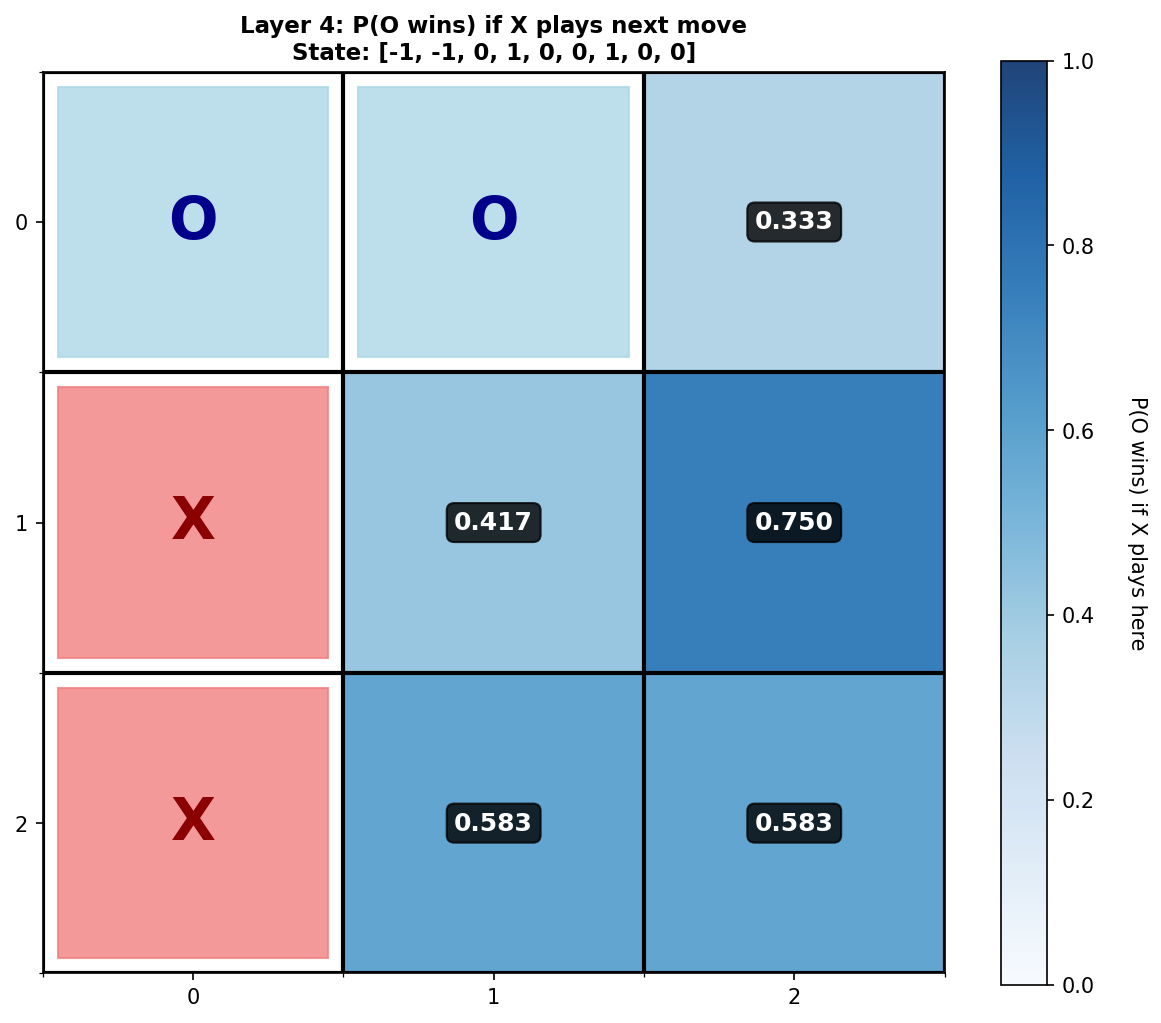 Layer 4: P(O wins) if X plays next move
State: [-1, -1, 0, 1, 0, 0, 1, 0, 0]
0
O
O
0.333
1
X
0.417
0.750
2
X
0.583
0.583
0
1
2
1.0
0.8
0.6
0.4
0.2
0.0
P(O wins) if X plays here